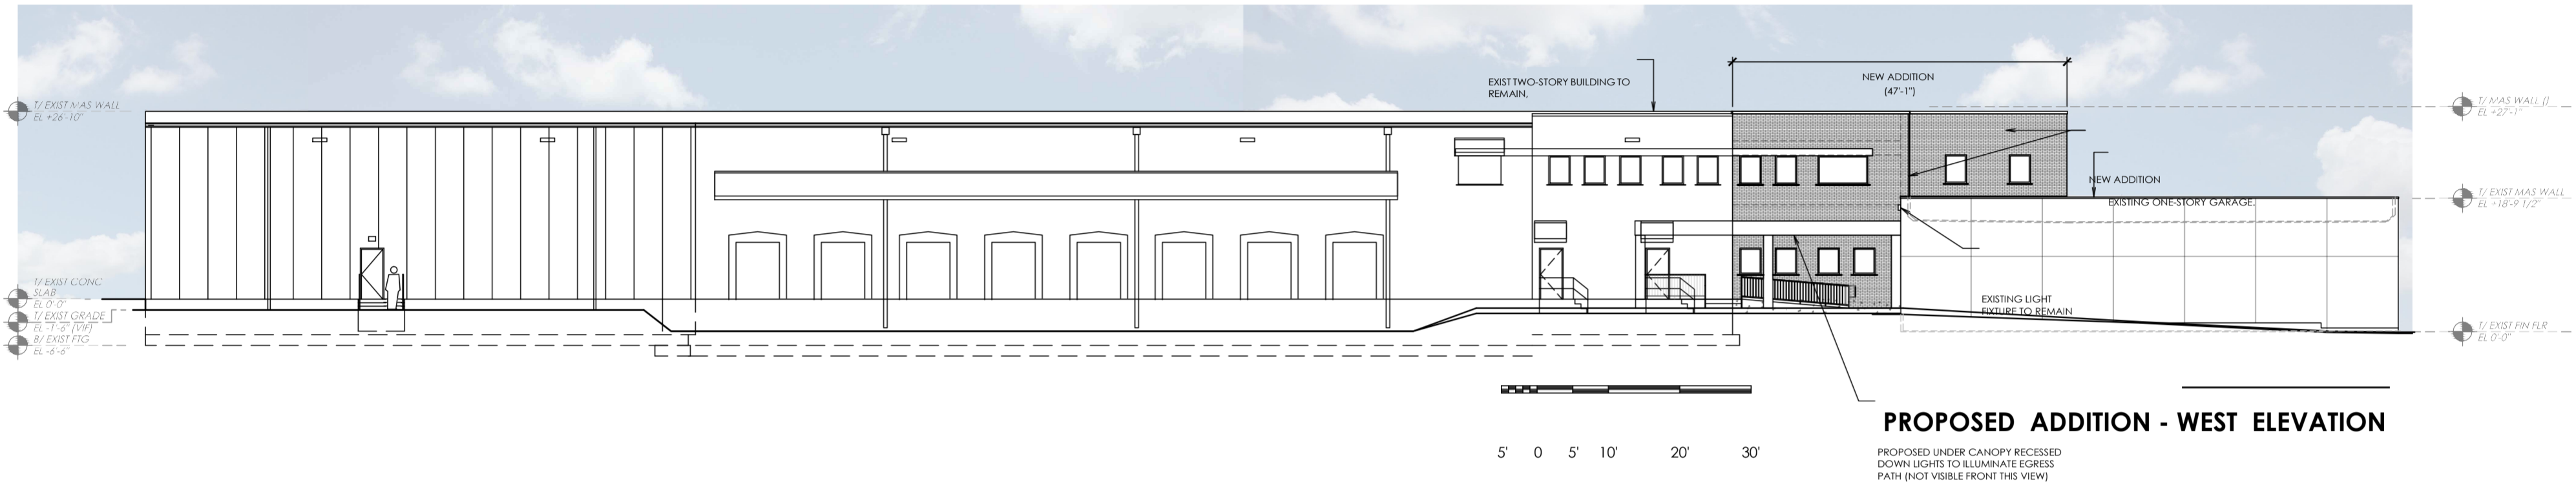 EXIST TWO-STORY BUILDING TO
REMAIN,
NEW ADDITION
(47'-1")
T/ EXIST MAS WALL
EL +26'-10"
T/ MAS WALL ()
EL +27'-1"
NEW ADDITION
T/ EXIST MAS WALL
EL +18'-9 1/2"
EXISTING ONE-STORY GARAGE.
T/ EXIST CONC
SLAB
EL 0'-0"
T/ EXIST GRADE
EL -1'-6" (VIF)
B/ EXIST FTG
EL -6'-6"
EXISTING LIGHT
FIXTURE TO REMAIN
T/ EXIST FIN FLR
EL 0'-0"
PROPOSED ADDITION - WEST ELEVATION
5' 0 5' 10' 20' 30'
PROPOSED UNDER CANOPY RECESSED
DOWN LIGHTS TO ILLUMINATE EGRESS
PATH (NOT VISIBLE FRONT THIS VIEW)